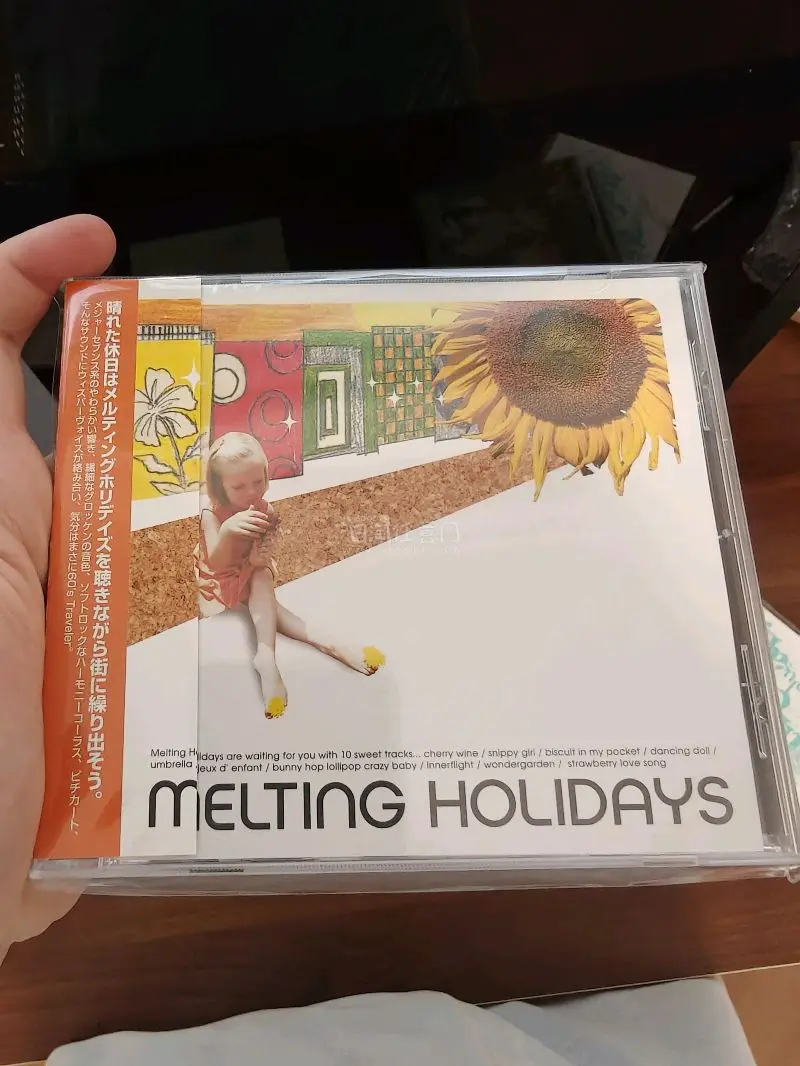 晴れた休日はメルティングホリデイズを聴きながら街に繰り出そう。
メジャーセブンス系のやわらかい響き、繊細なグロッケンの音色、ソフトロックなハーモニーコーラス、ピチカート、
そんなサウンドにウィスパーヴォイスが絡み合い、気分はまさに60's Traveler。
Melting Holidays are waiting for you with 10 sweet tracks... cherry wine / snippy girl / biscuit in my pocket / dancing doll /
umbrella / jeux d' enfant / bunny hop lollipop crazy baby / innerflight / wondergarden / strawberry love song
MELTING HOLIDAYS